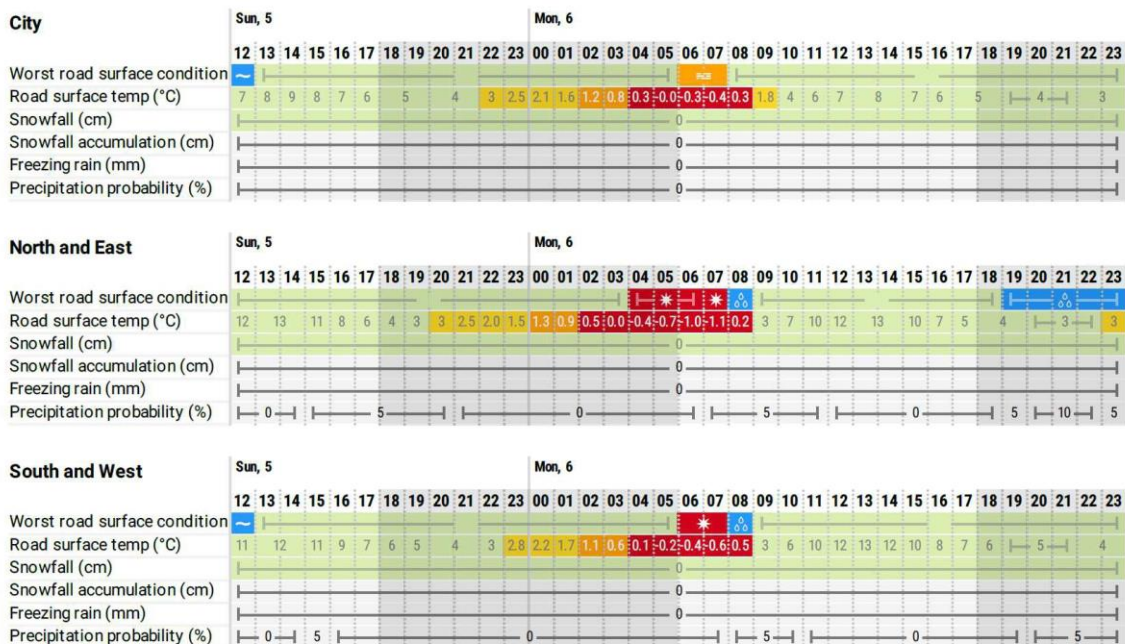 City
Sun, 5 Mon, 6
12 13 14 15 16 17 18 19 20 21 22 23 00 01 02 03 04 05 06 07 08 09 10 11 12 13 14 15 16 17 18 19 20 21 22 23
Worst road surface condition
Road surface temp (°C) 7 8 9 8 7 6 5 4 3 2.5 2.1 1.6 1.2 0.8 0.3 -0.0 -0.3 -0.4 0.3 1.8 4 6 7 8 7 6 5 4 3
Snowfall (cm) 0
Snowfall accumulation (cm) 0
Freezing rain (mm) 0
Precipitation probability (%) 0
North and East
Sun, 5 Mon, 6
12 13 14 15 16 17 18 19 20 21 22 23 00 01 02 03 04 05 06 07 08 09 10 11 12 13 14 15 16 17 18 19 20 21 22 23
Worst road surface condition
Road surface temp (°C) 12 13 11 8 6 4 3 3 2.5 2.0 1.5 1.3 0.9 0.5 0.0 -0.4 -0.7 -1.0 -1.1 0.2 3 7 10 12 13 10 7 5 4 3 3
Snowfall (cm) 0
Snowfall accumulation (cm) 0
Freezing rain (mm) 0
Precipitation probability (%) 0 5 0 5 0 5 10 5
South and West
Sun, 5 Mon, 6
12 13 14 15 16 17 18 19 20 21 22 23 00 01 02 03 04 05 06 07 08 09 10 11 12 13 14 15 16 17 18 19 20 21 22 23
Worst road surface condition
Road surface temp (°C) 11 12 11 9 7 6 5 4 3 2.8 2.2 1.7 1.1 0.6 0.1 -0.2 -0.4 -0.6 0.5 3 6 10 12 13 12 10 8 7 6 5 4
Snowfall (cm) 0
Snowfall accumulation (cm) 0
Freezing rain (mm) 0
Precipitation probability (%) 0 5 0 5 0 5